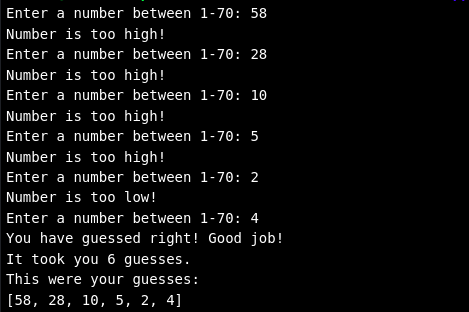 Enter a number between 1-70: 58
Number is too high!
Enter a number between 1-70: 28
Number is too high!
Enter a number between 1-70: 10
Number is too high!
Enter a number between 1-70: 5
Number is too high!
Enter a number between 1-70: 2
Number is too low!
Enter a number between 1-70: 4
You have guessed right! Good job!
It took you 6 guesses.
This were your guesses:
[58, 28, 10, 5, 2, 4]